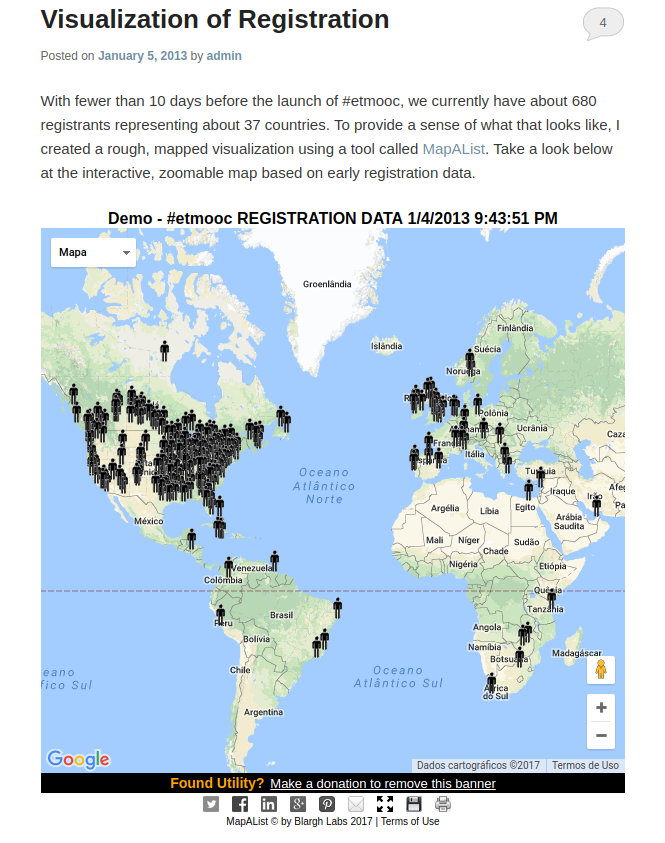 Visualization of Registration
4
Posted on January 5, 2013 by admin
With fewer than 10 days before the launch of #etmooc, we currently have about 680
registrants representing about 37 countries. To provide a sense of what that looks like, I
created a rough, mapped visualization using a tool called MapAList. Take a look below
at the interactive, zoomable map based on early registration data.
Demo - #etmooc REGISTRATION DATA 1/4/2013 9:43:51 PM
Mapa
Groenlândia
Islândia
Finlândia
Suécia
Noruega
Polónia
Ucrânia
Itália
Oceano
Atlântico
Norte
Turquia
Iraque
Irão
Argélia
Líbia
Egito
Arábia
Saudita
México
Mali
Níger
Sudão
Chade
Nigéria
Etiópia
Venezuela
Colômbia
Quênia
Tanzânia
Peru
Brasil
Angola
Bolívia
Namíbia
Botsuana
Madagáscar
Chile
Oceano
Atlântico Sul
África
do Sul
Argentina
Google
Dados cartográficos ©2017
Termos de Uso
Found Utility? Make a donation to remove this banner
MapAList © by Blargh Labs 2017 | Terms of Use